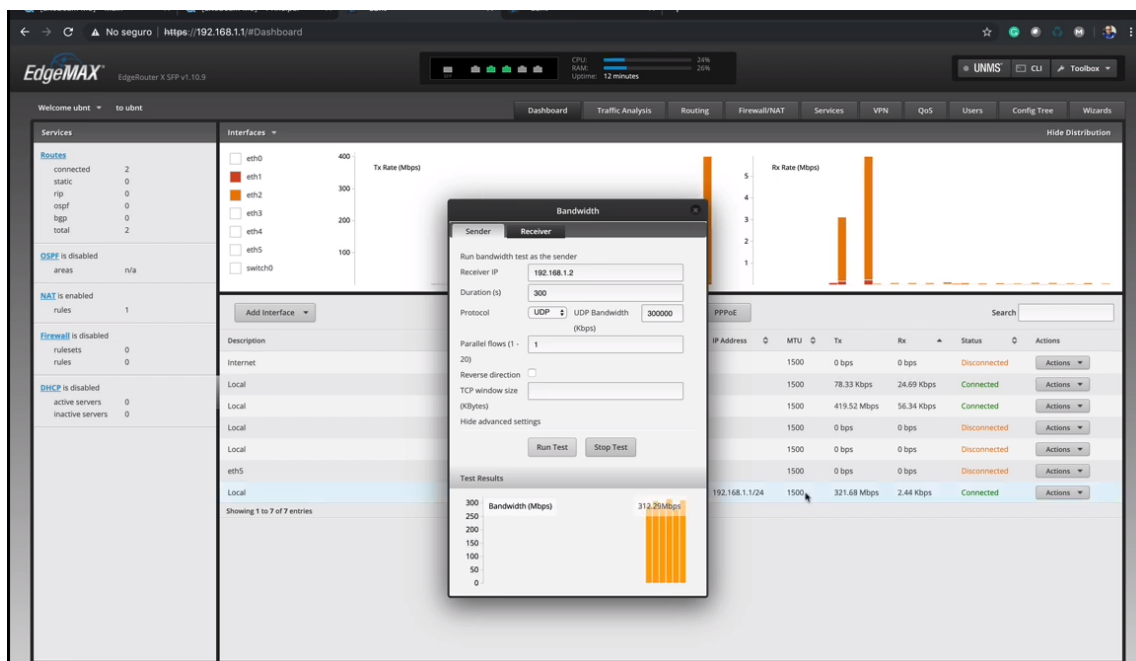 No seguro | https://192.168.1.1/#Dashboard
EdgeMAX EdgeRouter X SFP v1.10.9
CPU: 24%
RAM: 26%
Uptime: 12 minutes
UNMS CLI Toolbox
Welcome ubnt to ubnt
Dashboard Traffic Analysis Routing Firewall/NAT Services VPN QoS Users Config Tree Wizards
Services
Routes
connected 2
static 0
rip 0
ospf 0
bgp 0
total 2
OSPF is disabled
areas n/a
NAT is enabled
rules 1
Firewall is disabled
rulesets 0
rules 0
DHCP is disabled
active servers 0
inactive servers 0
Interfaces Hide Distribution
eth0
eth1
eth2
eth3
eth4
eth5
switch0
Tx Rate (Mbps)
400
300
200
100
Rx Rate (Mbps)
5
4
3
2
1
Add Interface PPPoE Search
Description IP Address MTU Tx Rx Status Actions
Internet 1500 0 bps 0 bps Disconnected Actions
Local 1500 78.33 Kbps 24.69 Kbps Connected Actions
Local 1500 419.52 Mbps 56.34 Kbps Connected Actions
Local 1500 0 bps 0 bps Disconnected Actions
Local 1500 0 bps 0 bps Disconnected Actions
eth5 1500 0 bps 0 bps Disconnected Actions
Local 192.168.1.1/24 1500 321.68 Mbps 2.44 Kbps Connected Actions
Showing 1 to 7 of 7 entries
Bandwidth
Sender Receiver
Run bandwidth test as the sender
Receiver IP 192.168.1.2
Duration (s) 300
Protocol UDP UDP Bandwidth 300000
(Kbps)
Parallel flows (1 - 1
20)
Reverse direction
TCP window size
(KBytes)
Hide advanced settings
Run Test Stop Test
Test Results
Bandwidth (Mbps) 312.29Mbps
300
250
200
150
100
50
0